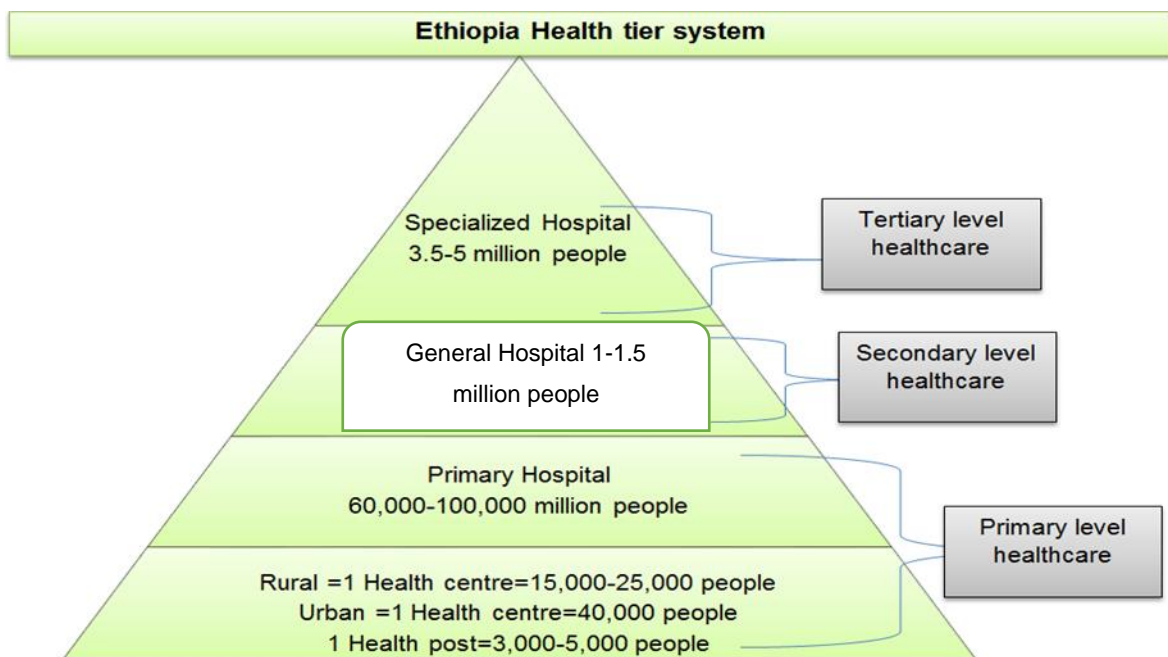 Ethiopia Health tier system
Specialized Hospital
3.5-5 million people
Tertiary level
healthcare
General Hospital 1-1.5
million people
Secondary level
healthcare
Primary Hospital
60,000-100,000 million people
Primary level
healthcare
Rural =1 Health centre=15,000-25,000 people
Urban =1 Health centre=40,000 people
1 Health post=3,000-5,000 people